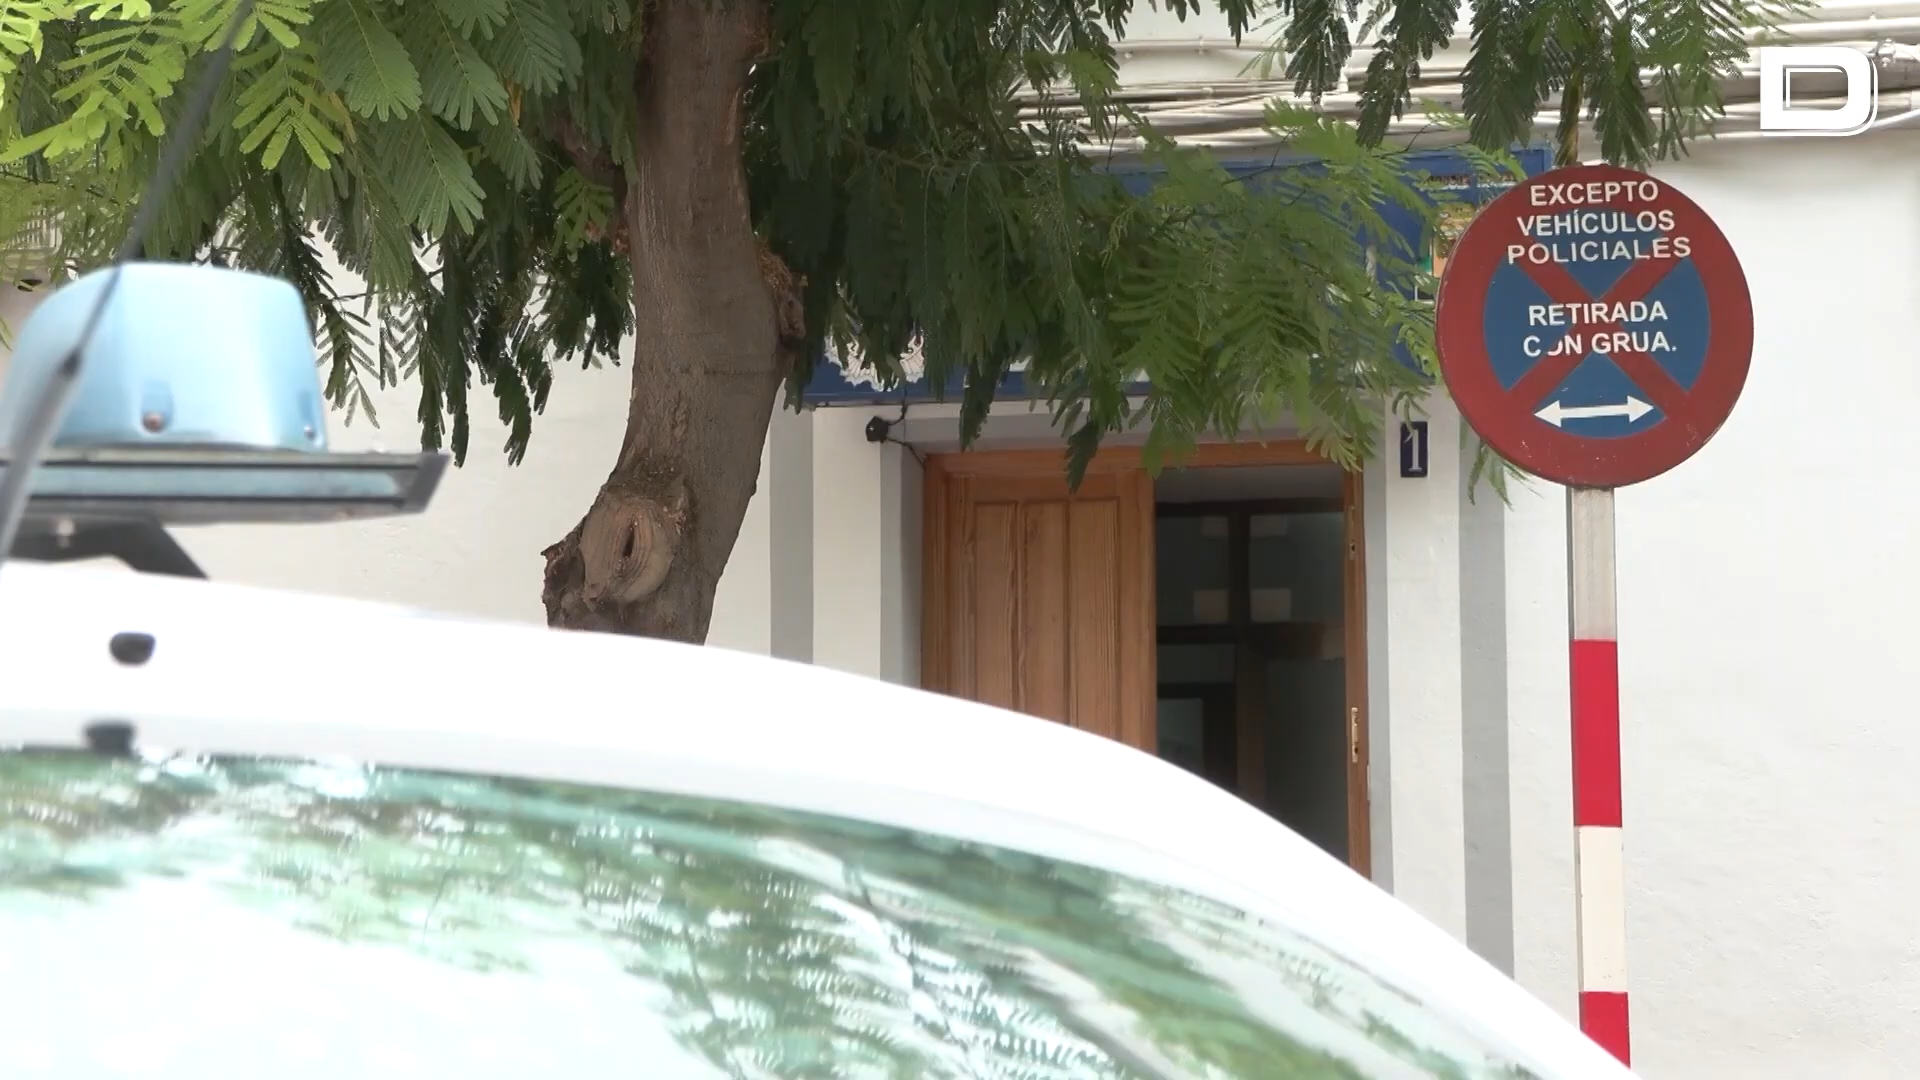 D
EXCEPTO
VEHÍCULOS
POLICIALES
RETIRADA
CON GRUA.
1